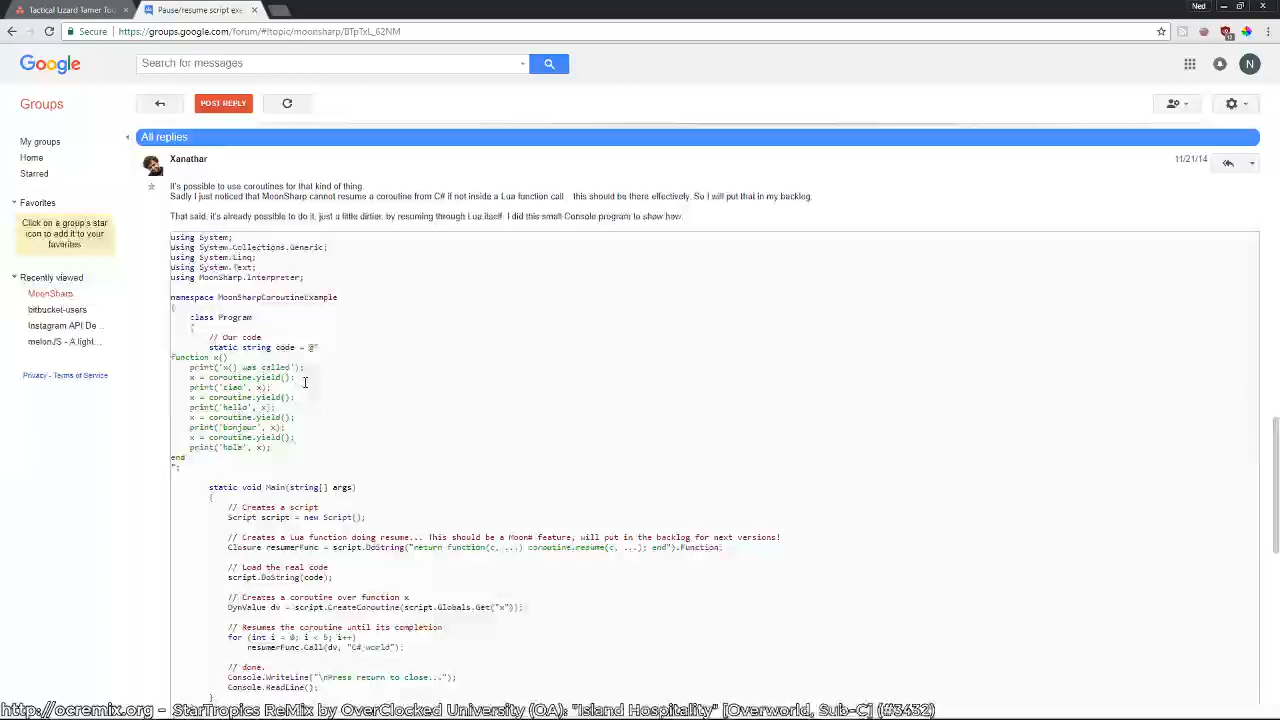 Tactical Lizard Tamer Tou
Pause/resume script exe
Ned
Secure
https://groups.google.com/forum/#!topic/moonsharp/BTpTxL_62NM
Google
Search for messages
N
Groups
POST REPLY
My groups
Home
Starred
Favorites
Click on a group's star
icon to add it to your
favorites
Recently viewed
MoonSharp
bitbucket-users
Instagram API De ...
melonJS - A light...
Privacy - Terms of Service
All replies
Xanathar
11/21/14
It's possible to use coroutines for that kind of thing.
Sadly I just noticed that MoonSharp cannot resume a coroutine from C# if not inside a Lua function call this should be there effectively. So I will put that in my backlog.
That said, it's already possible to do it, just a little dirtier, by resuming through Lua itself. I did this small Console program to show how.
using System;
using System.Collections.Generic;
using System.Linq;
using System.Text;
using MoonSharp.Interpreter;
namespace MoonSharpCoroutineExample
{
class Program
{
// Our code
static string code = @"
function x()
print('x() was called');
x = coroutine.yield();
print('ciao', x);
x = coroutine.yield();
print('hello', x);
x = coroutine.yield();
print('bonjour', x);
x = coroutine.yield();
print('hola', x);
end
";
static void Main(string[] args)
{
// Creates a script
Script script = new Script();
// Creates a Lua function doing resume... This should be a Moon# feature, will put in the backlog for next versions!
Closure resumerFunc = script.DoString("return function(c, ...) coroutine.resume(c, ...); end").Function;
// Load the real code
script.DoString(code);
// Creates a coroutine over function x
DynValue dv = script.CreateCoroutine(script.Globals.Get("x"));
// Resumes the coroutine until its completion
for (int i = 0; i < 5; i++)
resumerFunc.Call(dv, "C# world");
// done.
Console.WriteLine("\nPress return to close...");
Console.ReadLine();
}
http://ocremix.org - StarTropics ReMix by OverClocked University (QA): "Island Hospitality" [Overworld, Sub-C] (#3432)